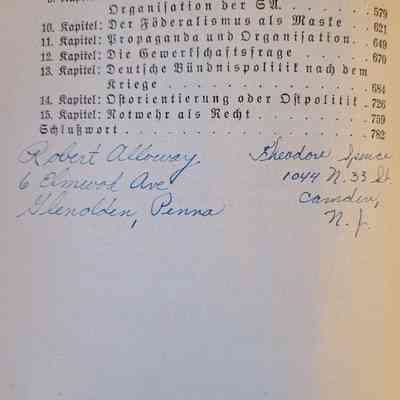 Organisation der SA. . . . . . . 579
10. Kapitel: Der Föderalismus als Maske . 621
11. Kapitel: Propaganda und Organisation. . 649
12. Kapitel: Die Gewerkschaftsfrage . . . . 670
13. Kapitel: Deutsche Bündnispolitik nach dem
Kriege . . . . . . . . . . . . 684
14. Kapitel: Ostorientierung oder Ostpolitik . 726
15. Kapitel: Notwehr als Recht . . . . . . 759
Schlußwort . . . . . . . . . . . . . . 782
Robert Alloway
6 Elmwood Ave
Glenolden, Penna
Theodore Spence
1044 N. 33 St
Camden,
N. J.